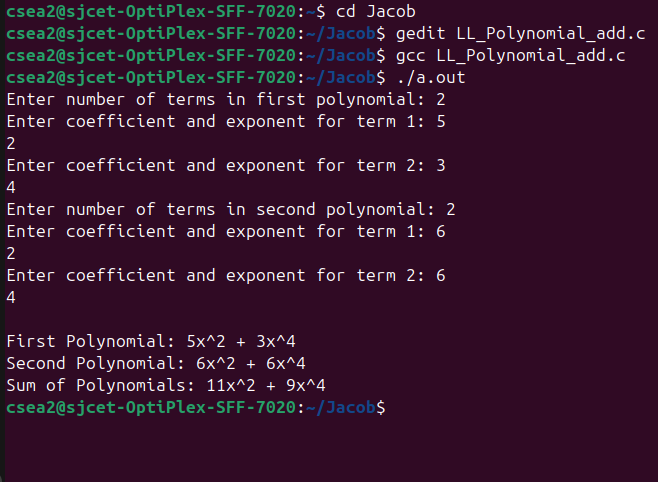 csea2@sjcet-OptiPlex-SFF-7020:~$ cd Jacob
csea2@sjcet-OptiPlex-SFF-7020:~/Jacob$ gedit LL_Polynomial_add.c
csea2@sjcet-OptiPlex-SFF-7020:~/Jacob$ gcc LL_Polynomial_add.c
csea2@sjcet-OptiPlex-SFF-7020:~/Jacob$ ./a.out
Enter number of terms in first polynomial: 2
Enter coefficient and exponent for term 1: 5
2
Enter coefficient and exponent for term 2: 3
4
Enter number of terms in second polynomial: 2
Enter coefficient and exponent for term 1: 6
2
Enter coefficient and exponent for term 2: 6
4
First Polynomial: 5x^2 + 3x^4
Second Polynomial: 6x^2 + 6x^4
Sum of Polynomials: 11x^2 + 9x^4
csea2@sjcet-OptiPlex-SFF-7020:~/Jacob$